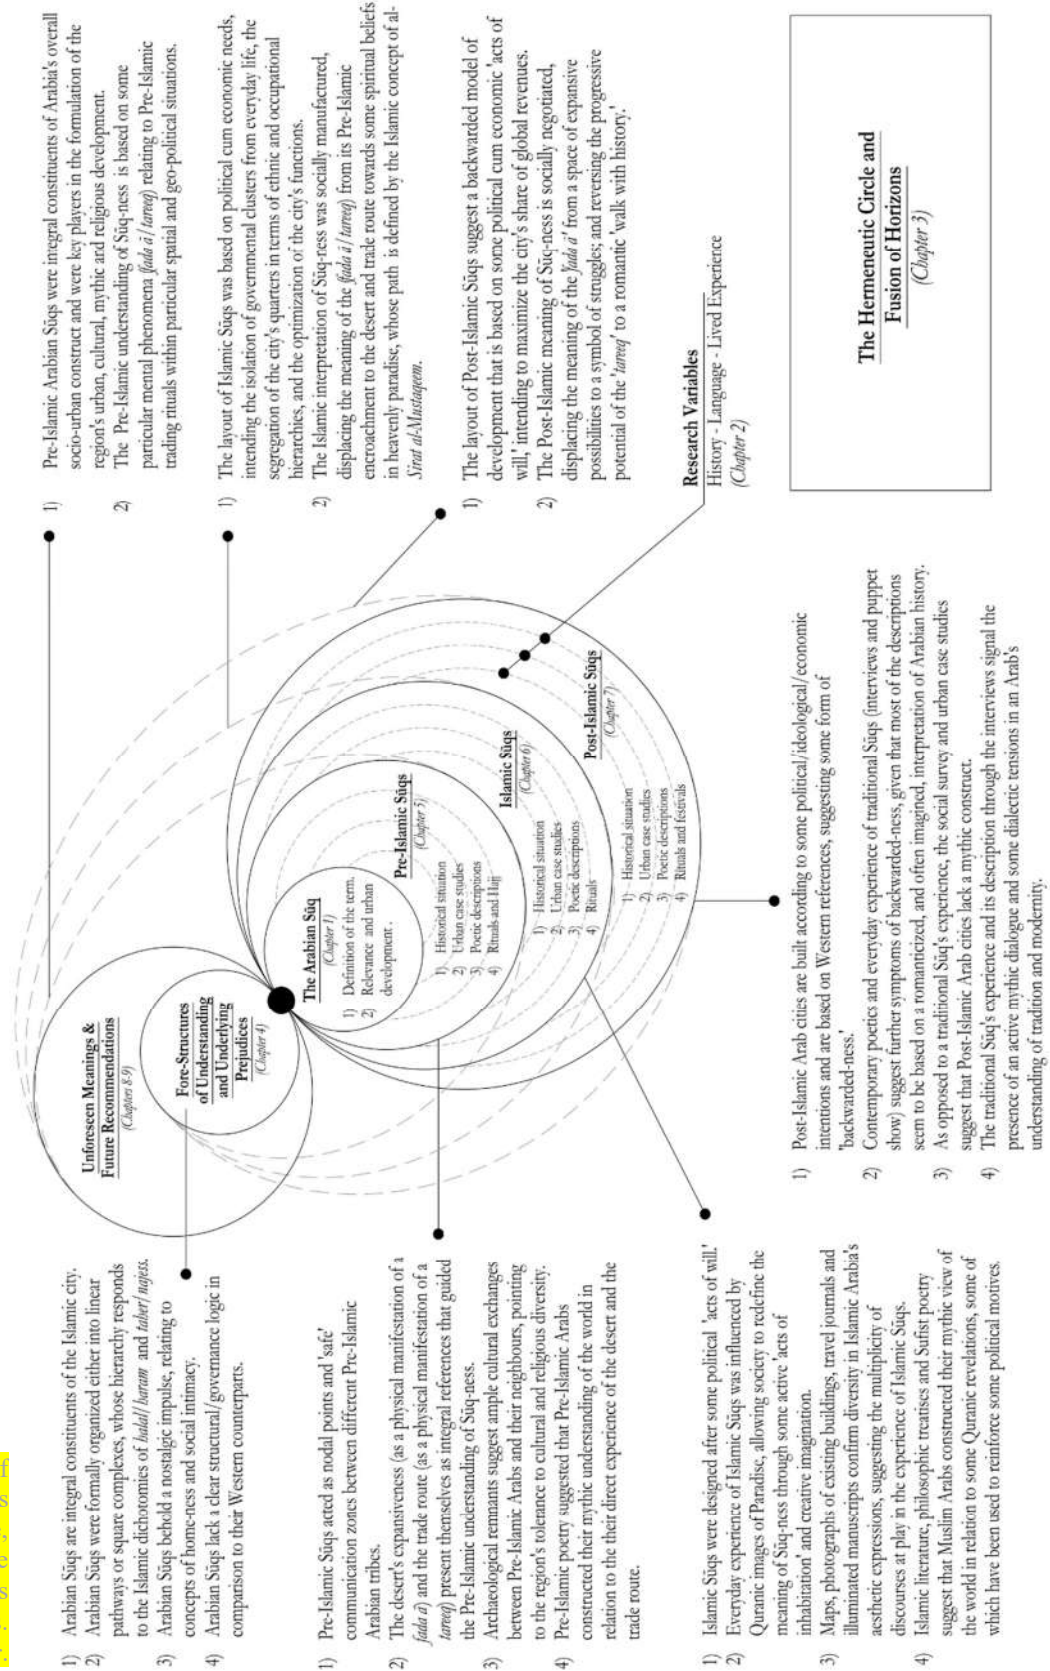 1) Arabian Sūqs are integral constituents of the Islamic city.
2) Arabian Sūqs were formally organized either into linear
pathways or square complexes, whose hierarchy responds
to the Islamic dichotomies of halal/haram and taher/najess.
3) Arabian Sūqs behold a nostalgic impulse, relating to
concepts of home-ness and social intimacy.
4) Arabian Sūqs lack a clear structural/governance logic in
comparison to their Western counterparts.
1) Pre-Islamic Sūqs acted as nodal points and 'safe'
communication zones between different Pre-Islamic
Arabian tribes.
2) The desert's expansiveness (as a physical manifestation of a
fada a) and the trade route (as a physical manifestation of a
tareeq) present themselves as integral references that guided
the Pre-Islamic understanding of Sūq-ness.
3) Archaeological remnants suggest ample cultural exchanges
between Pre-Islamic Arabs and their neighbours, pointing
to the region's tolerance to cultural and religious diversity.
4) Pre-Islamic poetry suggested that Pre-Islamic Arabs
constructed their mythic understanding of the world in
relation to the their direct experience of the desert and the
trade route.
1) Islamic Sūqs were designed after some political 'acts of will.'
2) Everyday experience of Islamic Sūqs was influenced by
Quranic images of Paradise, allowing society to redefine the
meaning of Sūq-ness through some active 'acts of
inhabitation' and creative imagination.
3) Maps, photographs of existing buildings, travel journals and
illuminated manuscripts confirm diversity in Islamic Arabia's
aesthetic expressions, suggesting the multiplicity of
discourses at play in the experience of Islamic Sūqs.
4) Islamic literature, philosophic treatises and Sufist poetry
suggest that Muslim Arabs constructed their mythic view of
the world in relation to some Quranic revelations, some of
which have been used to reinforce some political motives.
Unforeseen Meanings &
Future Recommendations
(Chapters 8-9)
Fore-Structures
of Understanding
and Underlying
Prejudices
(Chapter 4)
The Arabian Sūq
(Chapter 1)
1) Definition of the term.
2) Relevance and urban
development .
Pre-Islamic Sūqs
(Chapter 5)
1) Historical situation
2) Urban case studies
3) Poetic descriptions
4) Rituals and Hajj
Islamic Sūqs
(Chapter 6)
1) Historical situation
2) Urban case studies
3) Poetic descriptions
4) Rituals
Post-Islamic Sūqs
(Chapter 7)
1) Historical situation
2) Urban case studies
3) Poetic descriptions
4) Rituals and festivals
1) Post-Islamic Arab cities are built according to some political/ideological/economic
intentions and are based on Western references, suggesting some form of
'backwarded-ness.'
2) Contemporary poetics and everyday experience of traditional Sūqs (interviews and puppet
show) suggest further symptoms of backwarded-ness, given that most of the descriptions
seem to be based on a romanticized, and often imagined, interpretation of Arabian history.
3) As opposed to a traditional Sūq's experience, the social survey and urban case studies
suggest that Post-Islamic Arab cities lack a mythic construct.
4) The traditional Sūq's experience and its description through the interviews signal the
presence of an active mythic dialogue and some dialectic tensions in an Arab's
understanding of tradition and modernity.
1) Pre-Islamic Arabian Sūqs were integral constituents of Arabia's overall
socio-urban construct and were key players in the formulation of the
region's urban, cultural, mythic and religious development.
2) The Pre-Islamic understanding of Sūq-ness is based on some
particular mental phenomena (fada ā/tareeq) relating to Pre-Islamic
trading rituals within particular spatial and geo-political situations.
1) The layout of Islamic Sūqs was based on political cum economic needs,
intending the isolation of governmental clusters from everyday life, the
segregation of the city's quarters in terms of ethnic and occupational
hierarchies, and the optimization of the city's functions.
2) The Islamic interpretation of Sūq-ness was socially manufactured,
displacing the meaning of the (fada ā/tareeq) from its Pre-Islamic
encroachment to the desert and trade route towards some spiritual beliefs
in heavenly paradise, whose path is defined by the Islamic concept of al-
Sirat al-Mustaqeem.
1) The layout of Post-Islamic Sūqs suggest a backwarded model of
development that is based on some political cum economic 'acts of
will,' intending to maximize the city's share of global revenues.
2) The Post-Islamic meaning of Sūq-ness is socially negotiated,
displacing the meaning of the 'fada a' from a space of expansive
possibilities to a symbol of struggles; and reversing the progressive
potential of the 'tareeq' to a romantic 'walk with history.'
Research Variables
History - Language - Lived Experience
(Chapter 2)
The Hermeneutic Circle and
Fusion of Horizons
(Chapter 3)